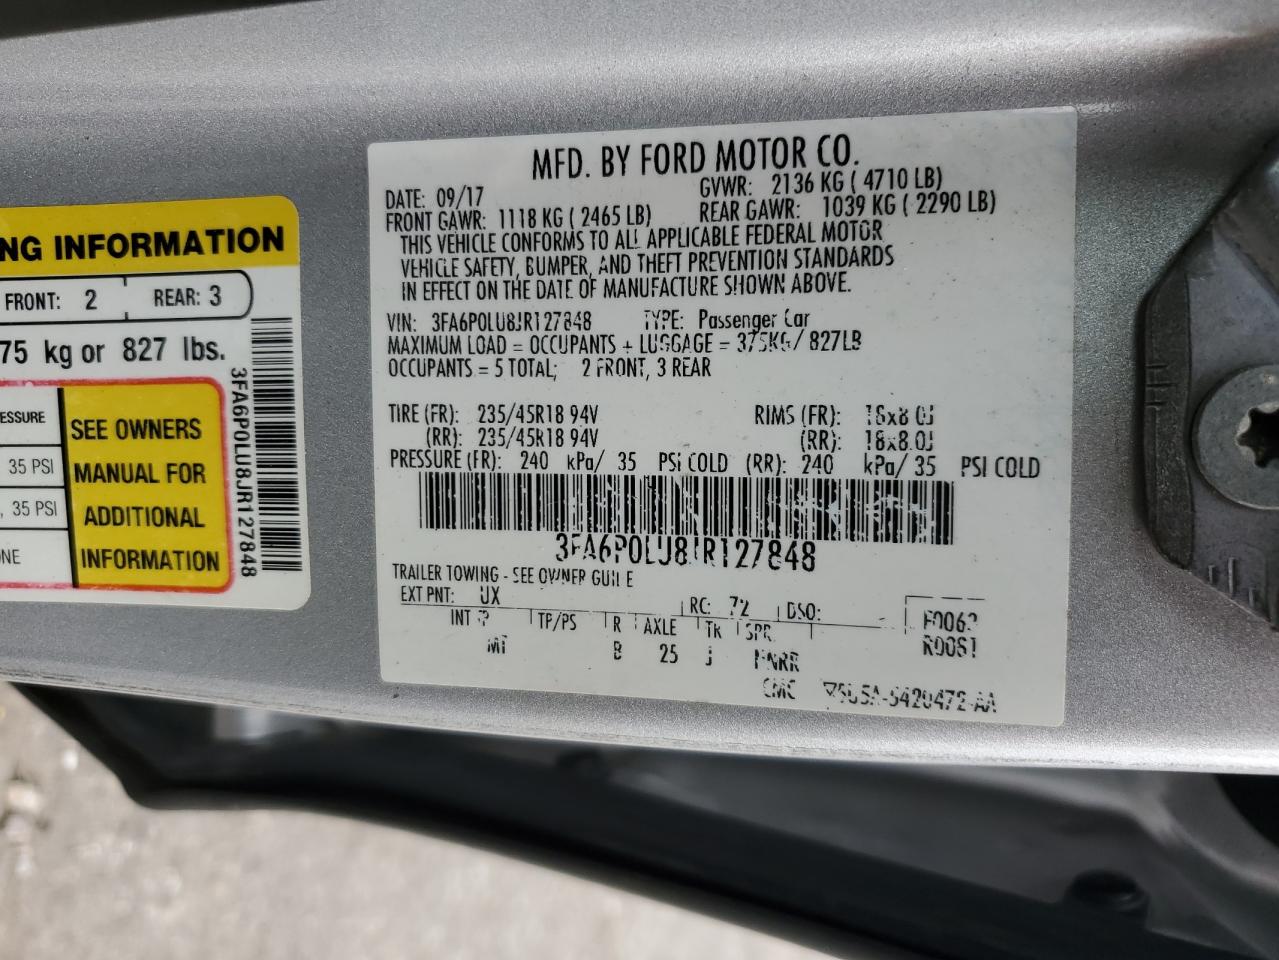 NG INFORMATION
FRONT: 2 REAR: 3
75 kg or 827 lbs.
ESSURE
35 PSI
, 35 PSI
NE
SEE OWNERS
MANUAL FOR
ADDITIONAL
INFORMATION
3FA6P0LU8JR127848
MFD. BY FORD MOTOR CO.
DATE: 09/17 GVWR: 2136 KG ( 4710 LB)
FRONT GAWR: 1118 KG ( 2465 LB) REAR GAWR: 1039 KG ( 2290 LB)
THIS VEHICLE CONFORMS TO ALL APPLICABLE FEDERAL MOTOR
VEHICLE SAFETY, BUMPER, AND THEFT PREVENTION STANDARDS
IN EFFECT ON THE DATE OF MANUFACTURE SHOWN ABOVE.
VIN: 3FA6P0LU8JR127848 TYPE: Passenger Car
MAXIMUM LOAD = OCCUPANTS + LUGGAGE = 375KG/ 827LB
OCCUPANTS = 5 TOTAL; 2 FRONT, 3 REAR
TIRE (FR): 235/45R18 94V RIMS (FR): 18x8.0J
(RR): 235/45R18 94V (RR): 18x8.0J
PRESSURE (FR): 240 kPa/ 35 PSI COLD (RR): 240 kPa/ 35 PSI COLD
3FA6P0LU8JR127848
TRAILER TOWING - SEE OWNER GUIDE
EXT PNT: UX RC: 72 DSO:
INT TR TP/PS R AXLE TR SPR
B 25 J